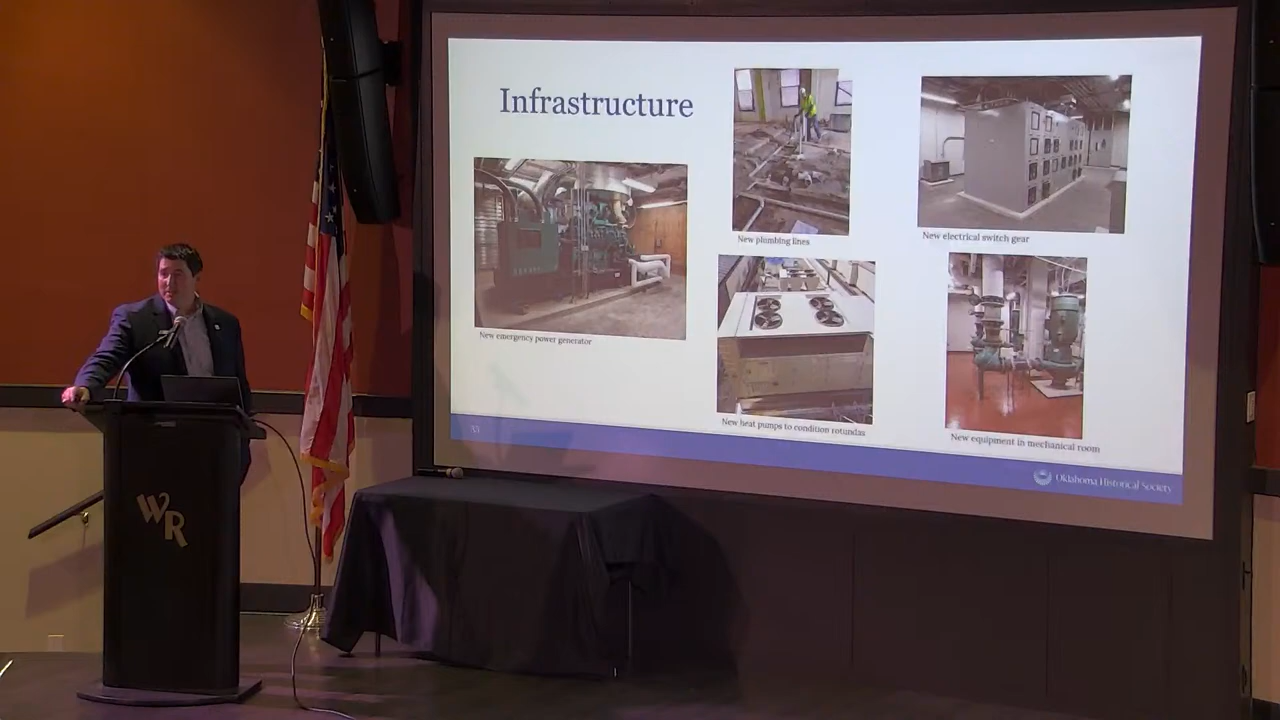 Infrastructure
New plumbing lines
New electrical switch gear
New emergency power generator
New heat pumps to condition rotundas
New equipment in mechanical room
Oklahoma Historical Society
WR